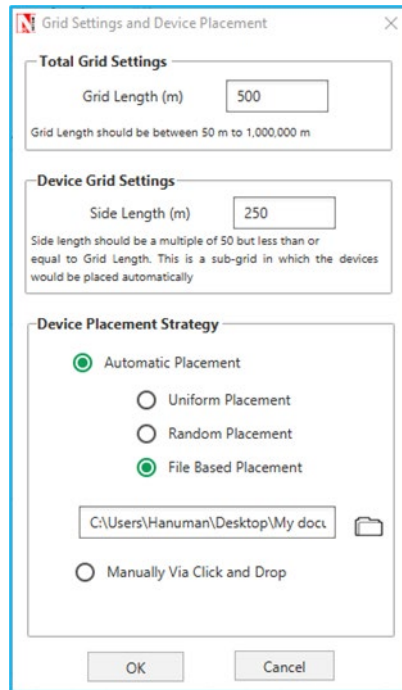 Grid Settings and Device Placement
Total Grid Settings
Grid Length (m) 500
Grid Length should be between 50 m to 1,000,000 m
Device Grid Settings
Side Length (m) 250
Side length should be a multiple of 50 but less than or
equal to Grid Length. This is a sub-grid in which the devices
would be placed automatically
Device Placement Strategy
Automatic Placement
Uniform Placement
Random Placement
File Based Placement
C:\Users\Hanuman\Desktop\My docu
Manually Via Click and Drop
OK Cancel